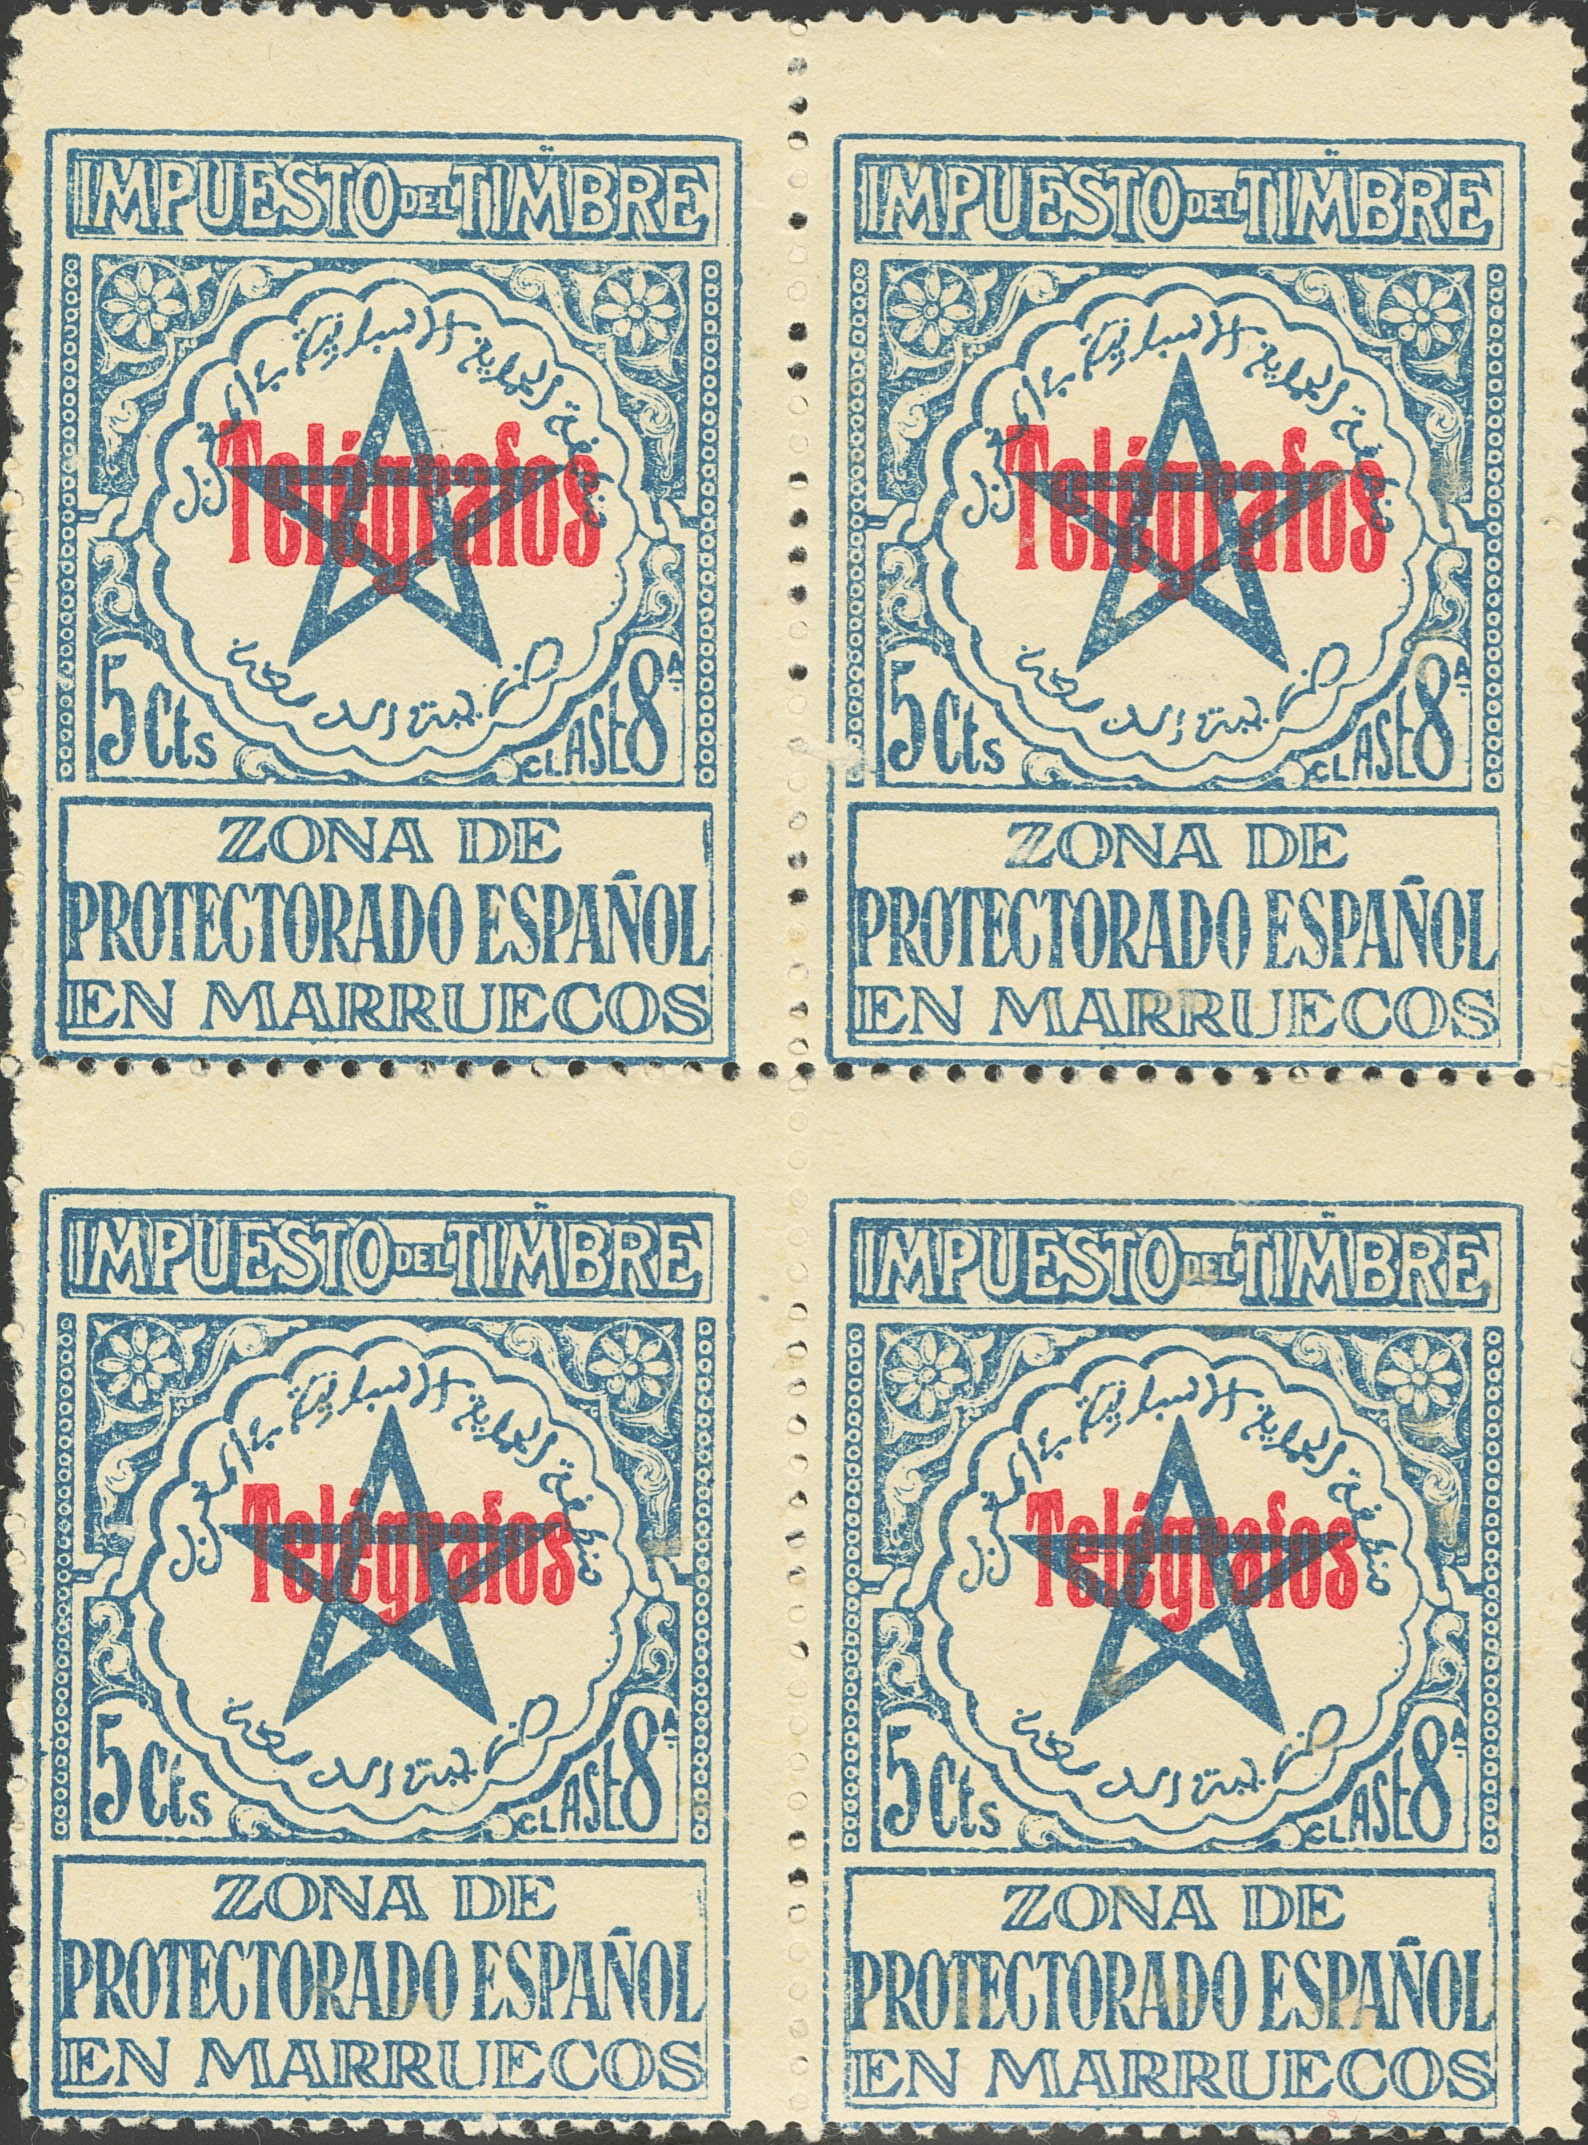 IMPUESTO DEL TIMBRE
Telégrafos
5 Cts
CLASE 8ª
ZONA DE
PROTECTORADO ESPAÑOL
EN MARRUECOS
IMPUESTO DEL TIMBRE
Telégrafos
5 Cts
CLASE 8ª
ZONA DE
PROTECTORADO ESPAÑOL
EN MARRUECOS
IMPUESTO DEL TIMBRE
Telégrafos
5 Cts
CLASE 8ª
ZONA DE
PROTECTORADO ESPAÑOL
EN MARRUECOS
IMPUESTO DEL TIMBRE
Telégrafos
5 Cts
CLASE 8ª
ZONA DE
PROTECTORADO ESPAÑOL
EN MARRUECOS